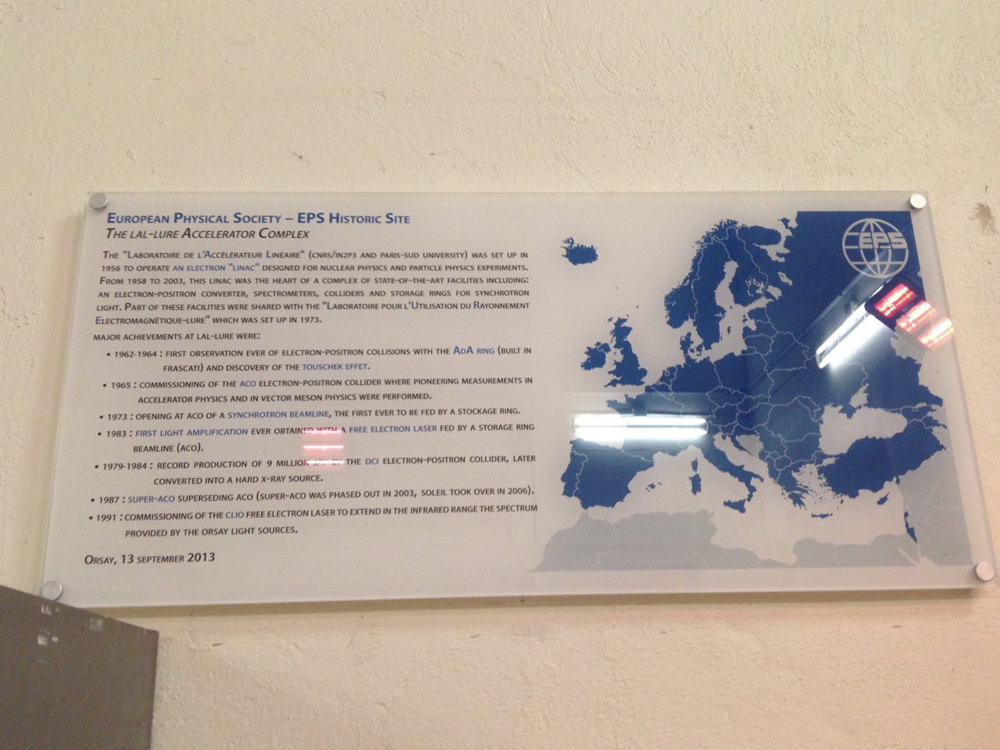 European Physical Society – EPS Historic Site
The lal-lure Accelerator Complex
The "Laboratoire de l'Accélérateur Linéaire" (cnrs/in2p3 and paris-sud university) was set up in
1956 to operate an electron "linac" designed for nuclear physics and particle physics experiments.
From 1958 to 2003, this linac was the heart of a complex of state-of-the-art facilities including:
an electron-positron converter, spectrometers, colliders and storage rings for synchrotron
light. Part of these facilities were shared with the "Laboratoire pour l'Utilisation du Rayonnement
Electromagnétique-lure" which was set up in 1973.
major achievements at lal-lure were:
• 1962-1964 : first observation ever of electron-positron collisions with the AdA ring (built in
frascati) and discovery of the touschek effet.
• 1965 : commissioning of the aco electron-positron collider where pioneering measurements in
accelerator physics and in vector meson physics were performed.
• 1973 : opening at aco of a synchrotron beamline, the first ever to be fed by a stockage ring.
• 1983 : first light amplification ever obtained with a free electron laser fed by a storage ring
beamline (aco).
• 1979-1984 : record production of 9 million by the dci electron-positron collider, later
converted into a hard x-ray source.
• 1987 : super-aco superseding aco (super-aco was phased out in 2003, soleil took over in 2006).
• 1991 : commissioning of the clio free electron laser to extend in the infrared range the spectrum
provided by the orsay light sources.
Orsay, 13 september 2013
EPS